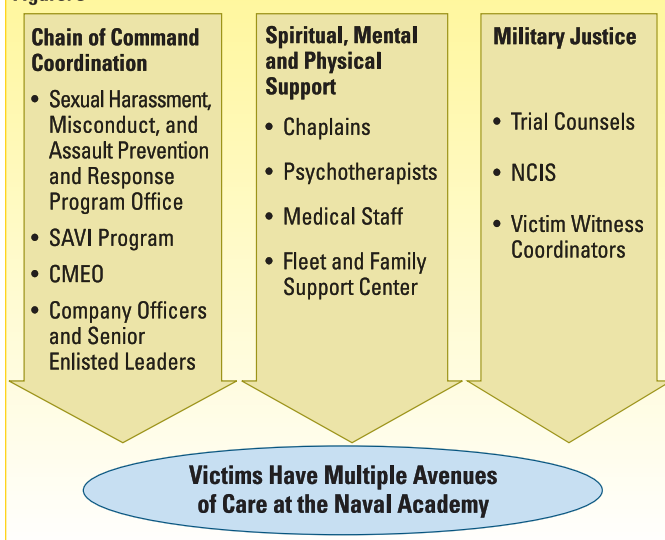 Chain of Command
Coordination
• Sexual Harassment,
Misconduct, and
Assault Prevention
and Response
Program Office
• SAVI Program
• CMEO
• Company Officers
and Senior
Enlisted Leaders
Spiritual, Mental
and Physical
Support
• Chaplains
• Psychotherapists
• Medical Staff
• Fleet and Family
Support Center
Military Justice
• Trial Counsels
• NCIS
• Victim Witness
Coordinators
Victims Have Multiple Avenues
of Care at the Naval Academy